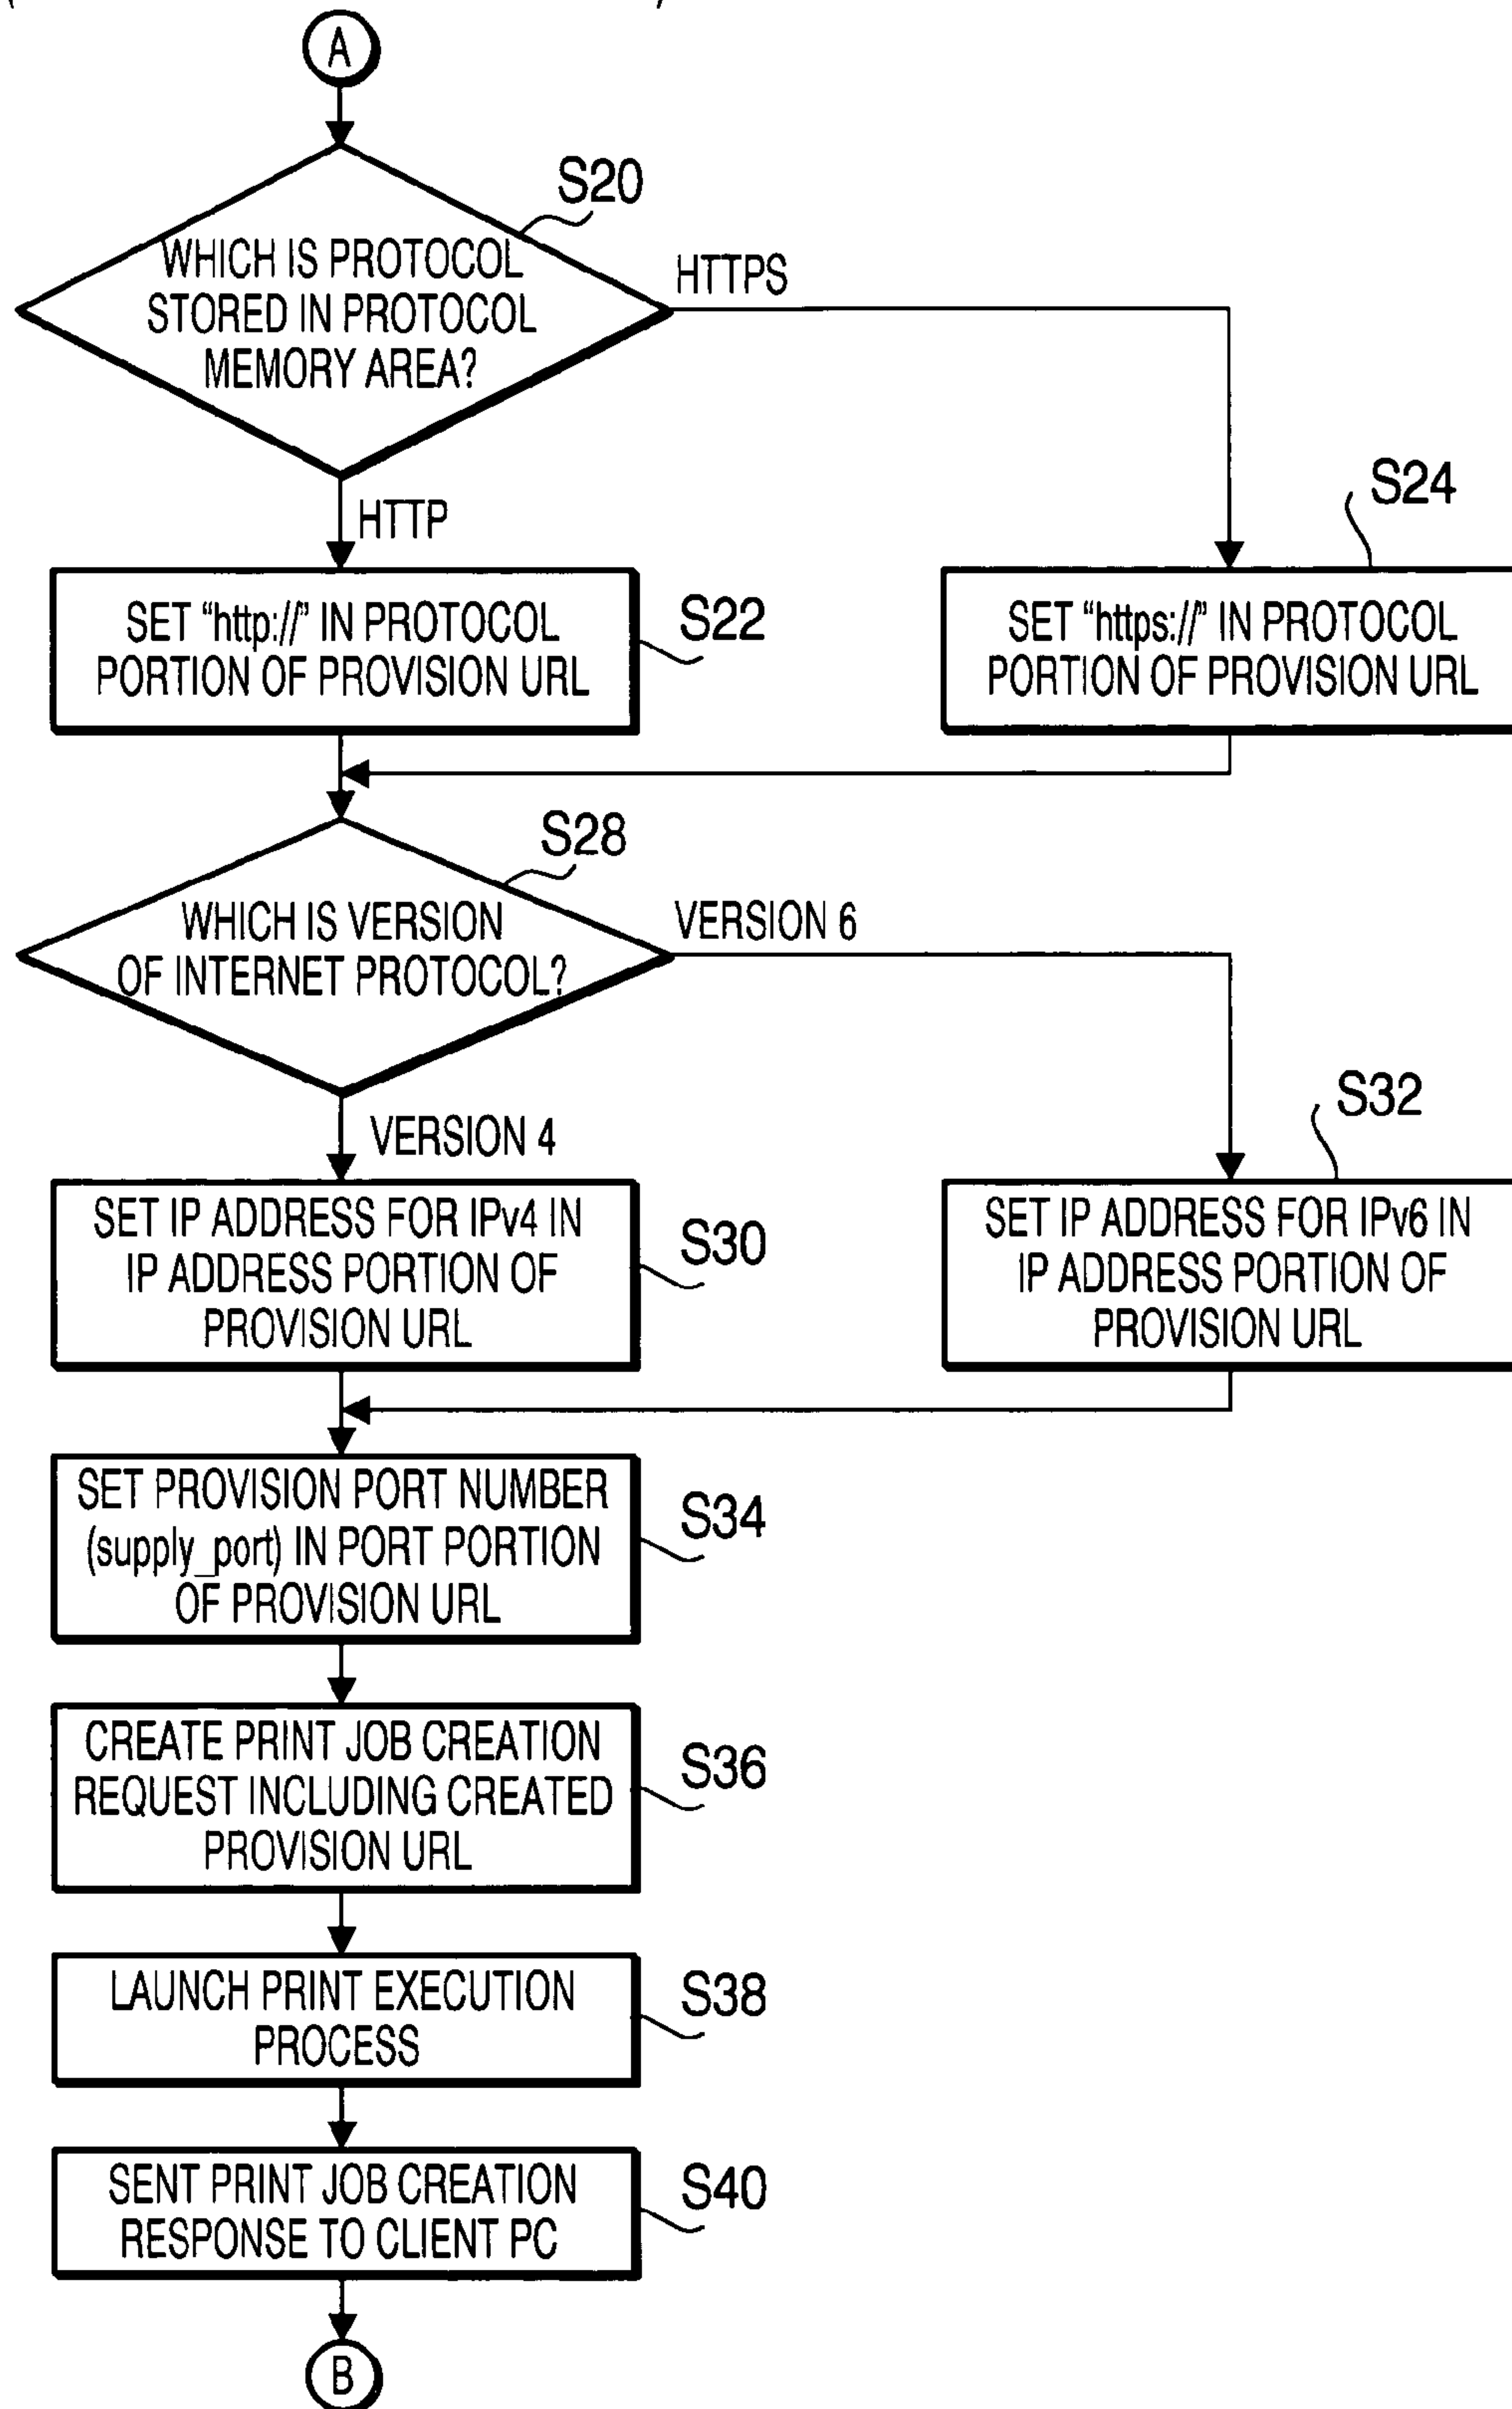 A
S20
WHICH IS PROTOCOL
STORED IN PROTOCOL
MEMORY AREA?
HTTPS
HTTP
S24
SET “http://” IN PROTOCOL
PORTION OF PROVISION URL
S22
SET “https://” IN PROTOCOL
PORTION OF PROVISION URL
S28
WHICH IS VERSION
OF INTERNET PROTOCOL?
VERSION 6
VERSION 4
S32
SET IP ADDRESS FOR IPv4 IN
IP ADDRESS PORTION OF
PROVISION URL
S30
SET IP ADDRESS FOR IPv6 IN
IP ADDRESS PORTION OF
PROVISION URL
SET PROVISION PORT NUMBER
(supply_port) IN PORT PORTION
OF PROVISION URL
S34
CREATE PRINT JOB CREATION
REQUEST INCLUDING CREATED
PROVISION URL
S36
LAUNCH PRINT EXECUTION
PROCESS
S38
SENT PRINT JOB CREATION
RESPONSE TO CLIENT PC
S40
B